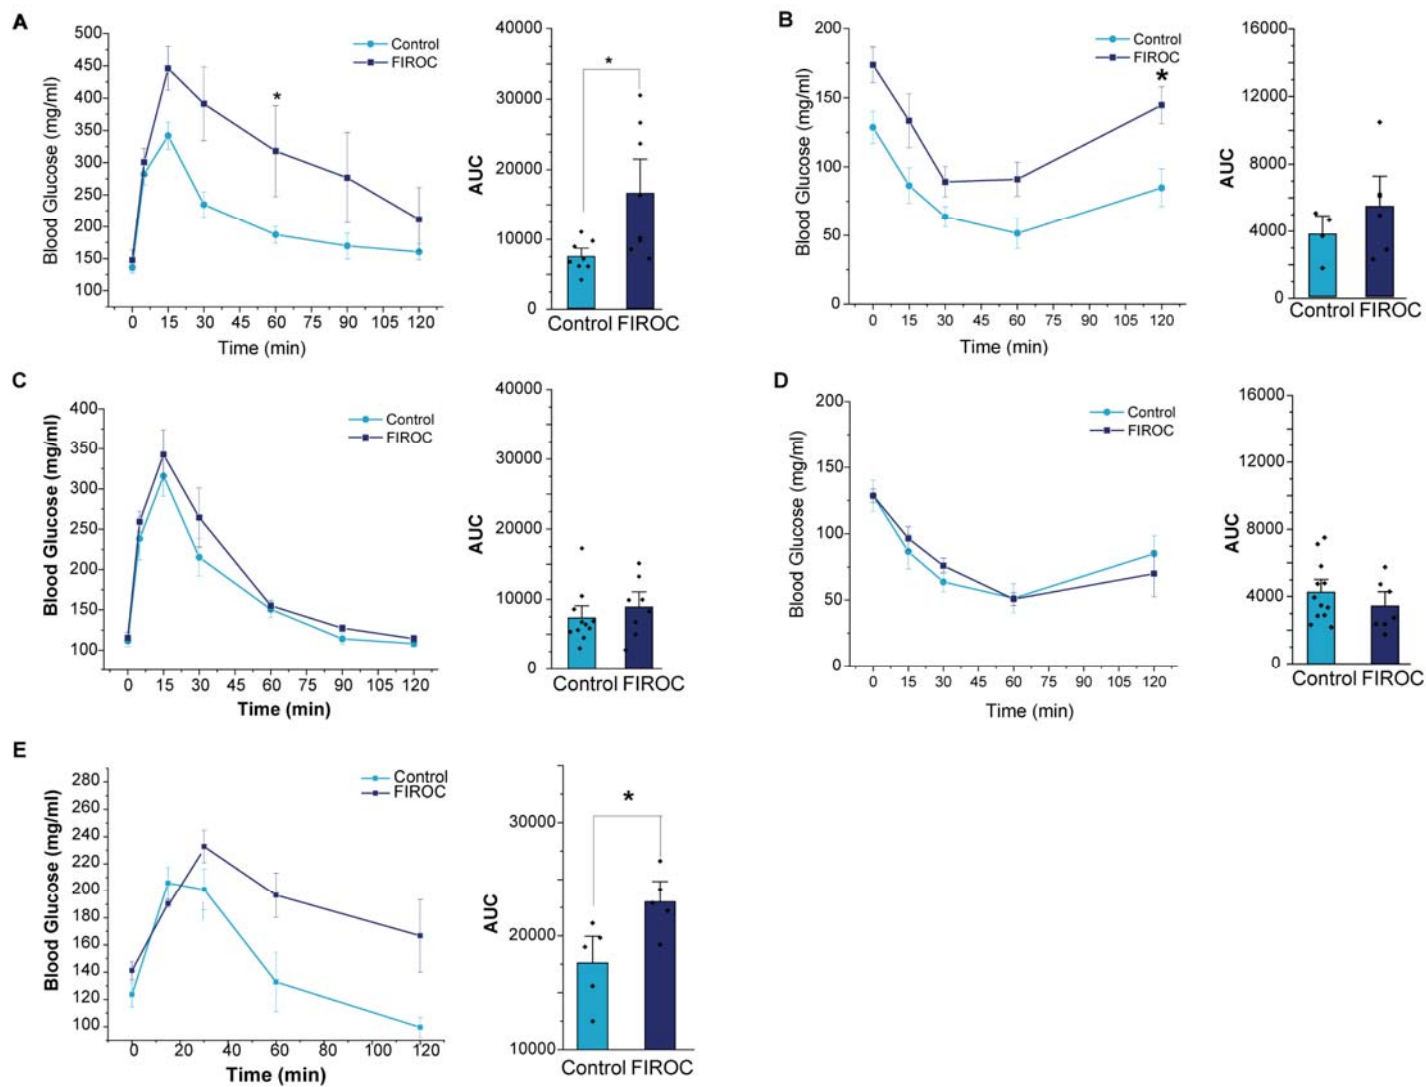 A
500
450
400
350
300
250
200
150
100
Blood Glucose (mg/ml)
Control
FIROC
*
0 15 30 45 60 75 90 105 120
Time (min)
40000
30000
20000
10000
0
AUC
*
Control FIROC
B
200
150
100
50
0
Blood Glucose (mg/ml)
Control
FIROC
*
0 15 30 45 60 75 90 105 120
Time (min)
16000
12000
8000
4000
0
AUC
Control FIROC
C
400
350
300
250
200
150
100
Blood Glucose (mg/ml)
Control
FIROC
0 15 30 45 60 75 90 105 120
Time (min)
40000
30000
20000
10000
0
AUC
Control FIROC
D
200
150
100
50
0
Blood Glucose (mg/ml)
Control
FIROC
0 15 30 45 60 75 90 105 120
Time (min)
16000
12000
8000
4000
0
AUC
Control FIROC
E
280
260
240
220
200
180
160
140
120
100
Blood Glucose (mg/ml)
Control
FIROC
0 20 40 60 80 100 120
Time (min)
30000
20000
10000
AUC
*
Control FIROC